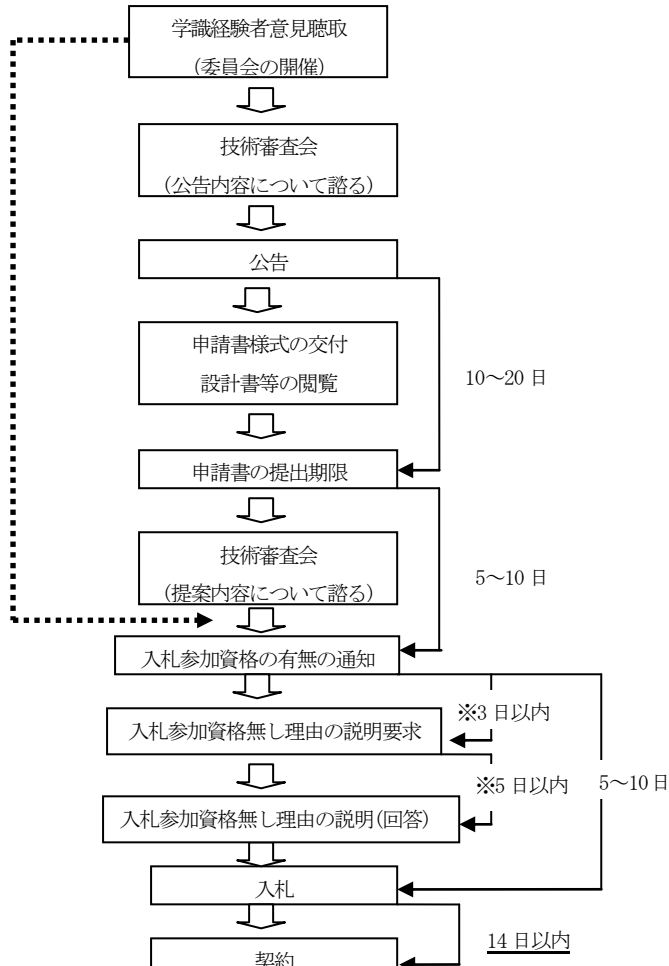 学識経験者意見聴取
(委員会の開催)
技術審査会
(公告内容について諮る)
公告
申請書様式の交付
設計書等の閲覧
10～20 日
申請書の提出期限
技術審査会
(提案内容について諮る)
5～10 日
入札参加資格の有無の通知
※3 日以内
入札参加資格無し理由の説明要求
※5 日以内
5～10 日
入札参加資格無し理由の説明(回答)
入札
14 日以内
契約